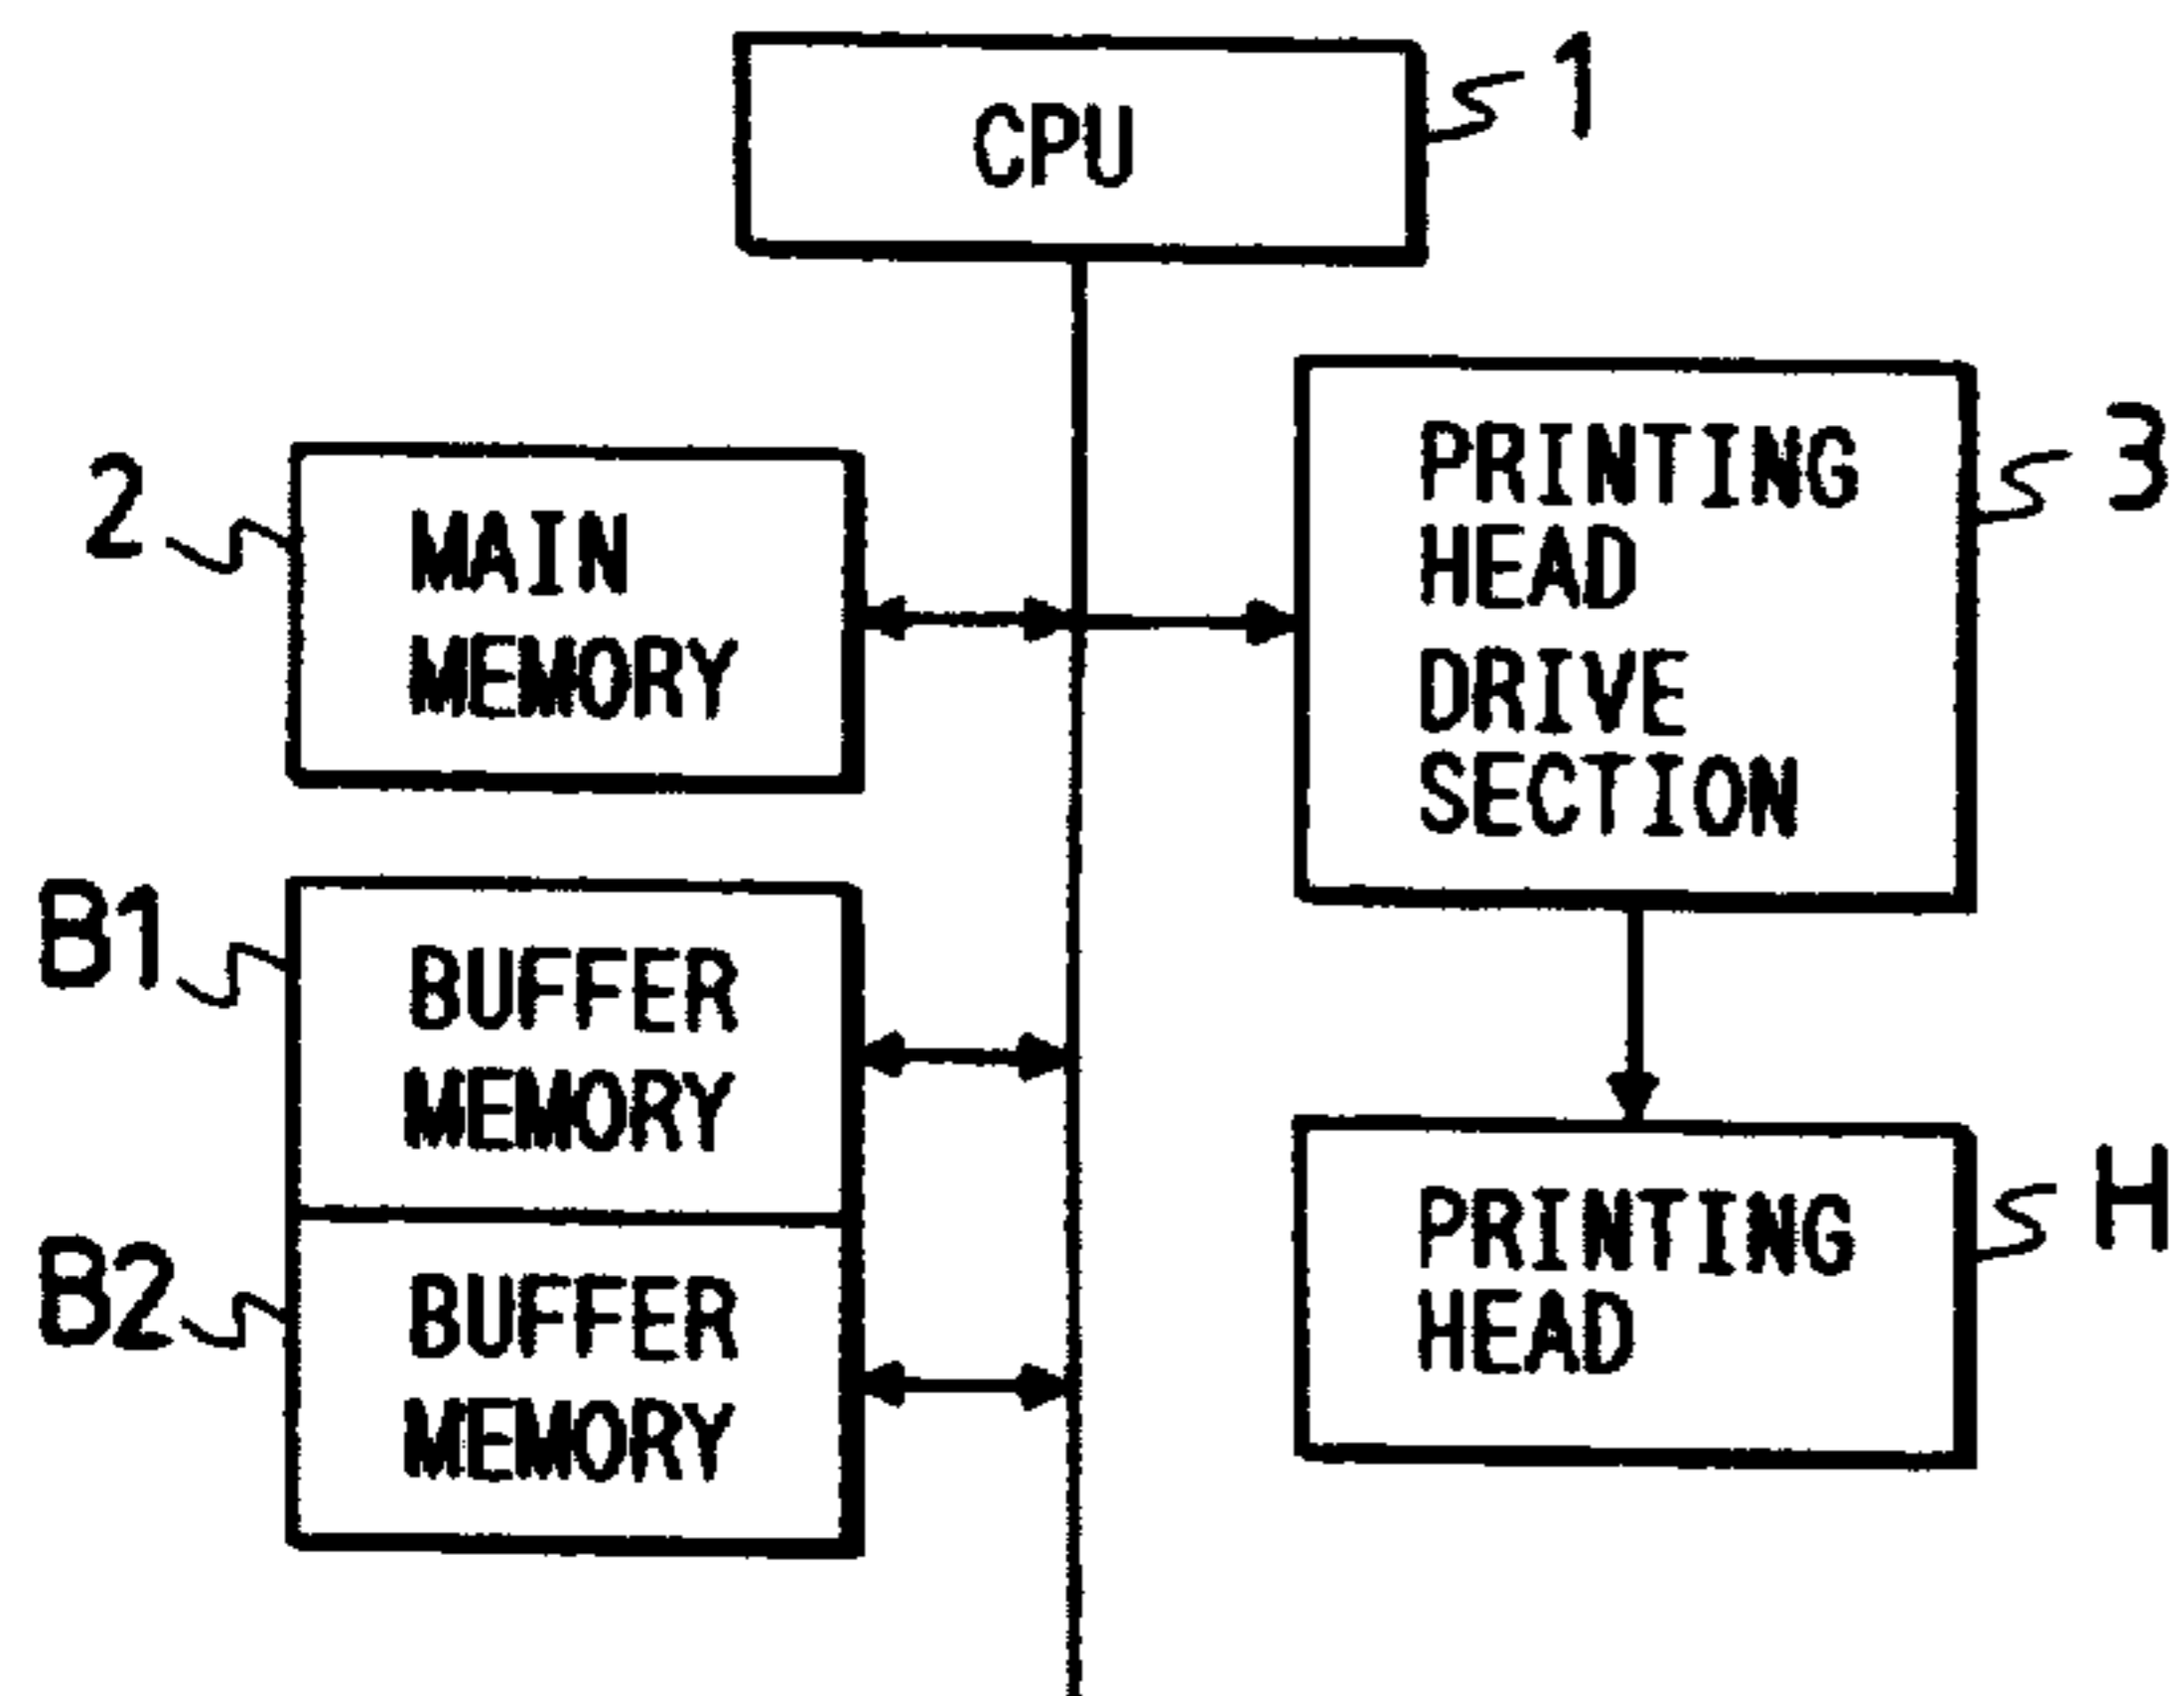 CPU
1
2
MAIN
MEMORY
PRINTING
HEAD
DRIVE
SECTION
3
B1
BUFFER
MEMORY
B2
BUFFER
MEMORY
PRINTING
HEAD
H